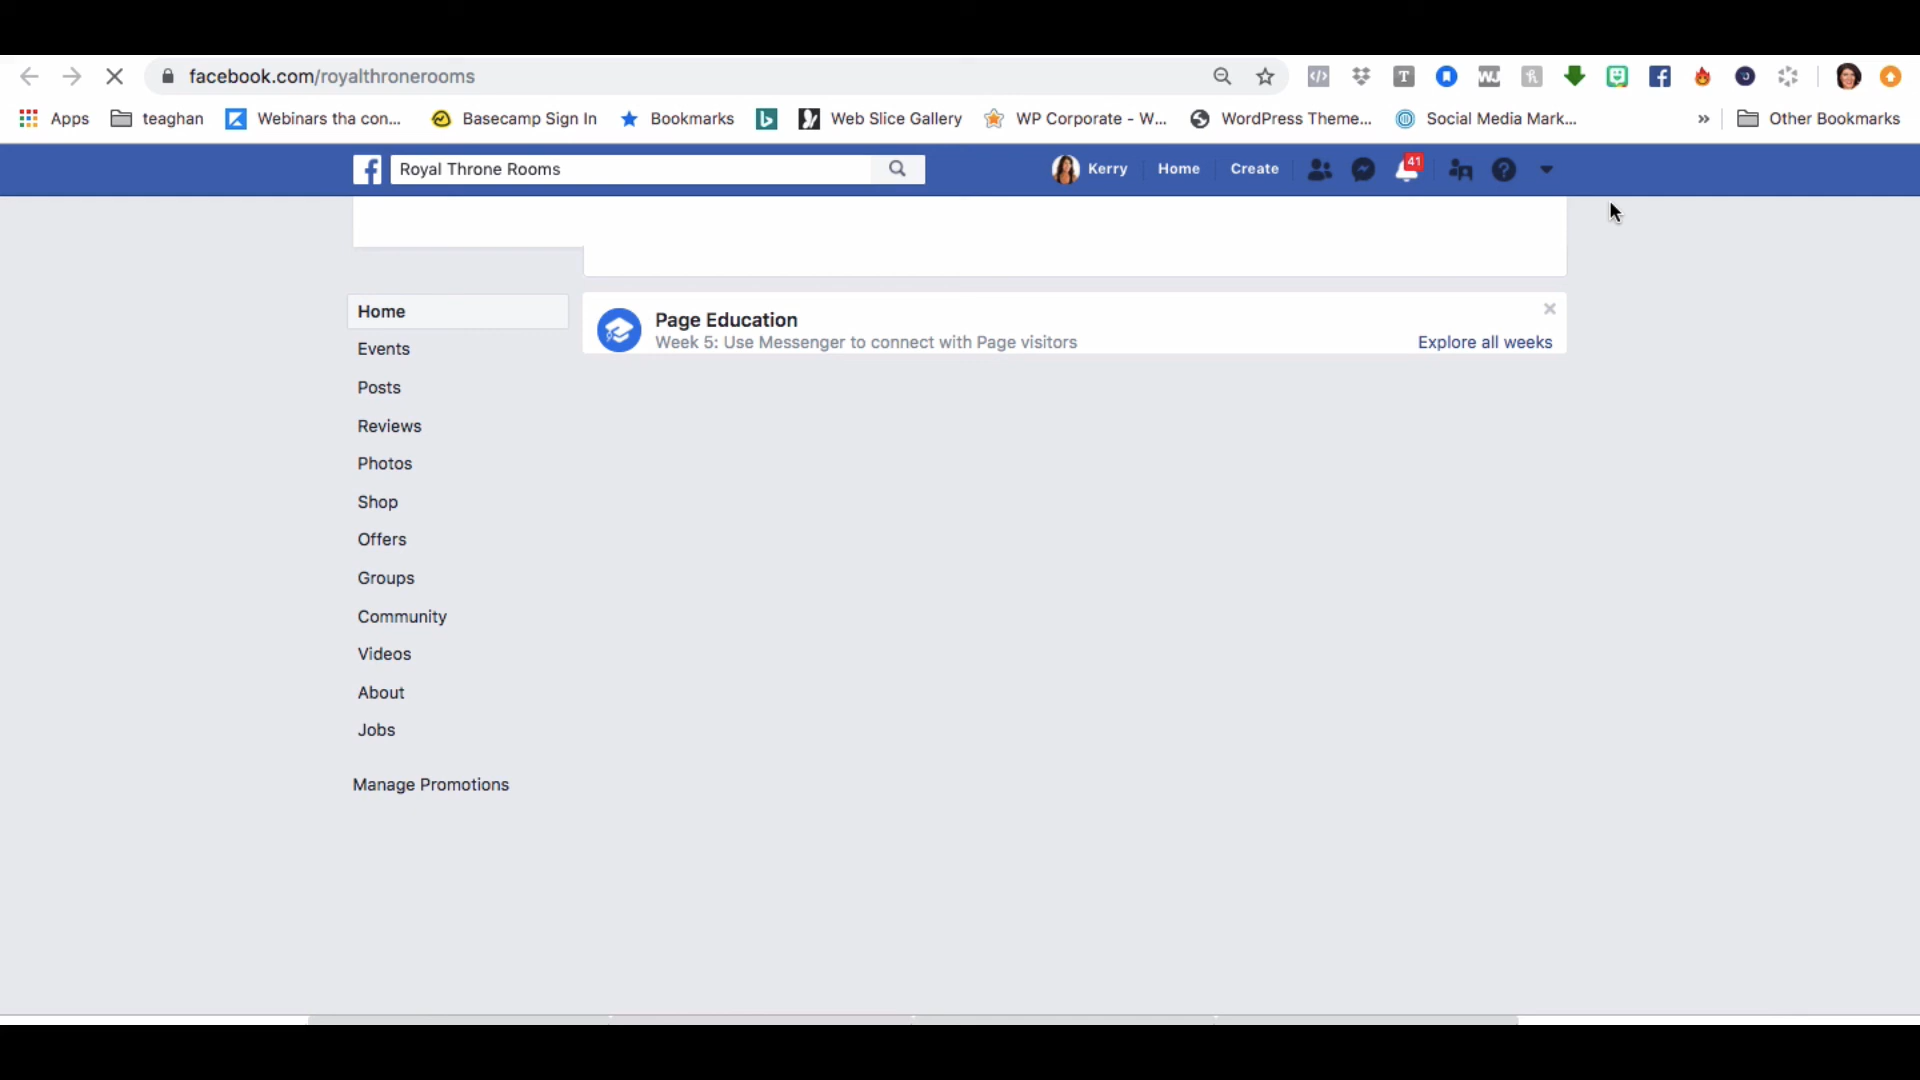 facebook.com/royalthronerooms
Apps teaghan Webinars tha con... Basecamp Sign In Bookmarks Web Slice Gallery WP Corporate - W... WordPress Theme... Social Media Mark... » Other Bookmarks
Royal Throne Rooms Kerry Home Create 41
Home
Events
Posts
Reviews
Photos
Shop
Offers
Groups
Community
Videos
About
Jobs
Manage Promotions
Page Education
Week 5: Use Messenger to connect with Page visitors Explore all weeks